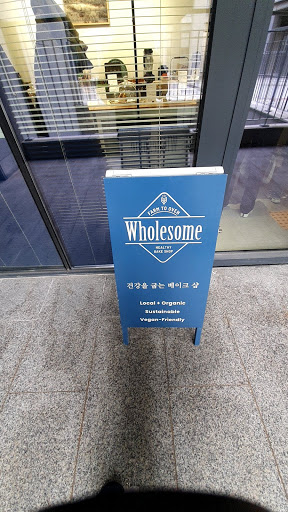 FARM TO OVEN
Wholesome
HEALTHY
BAKE SHOP
건강을 굽는 베이크 샵
Local + Organic
Sustainable
Vegan-Friendly